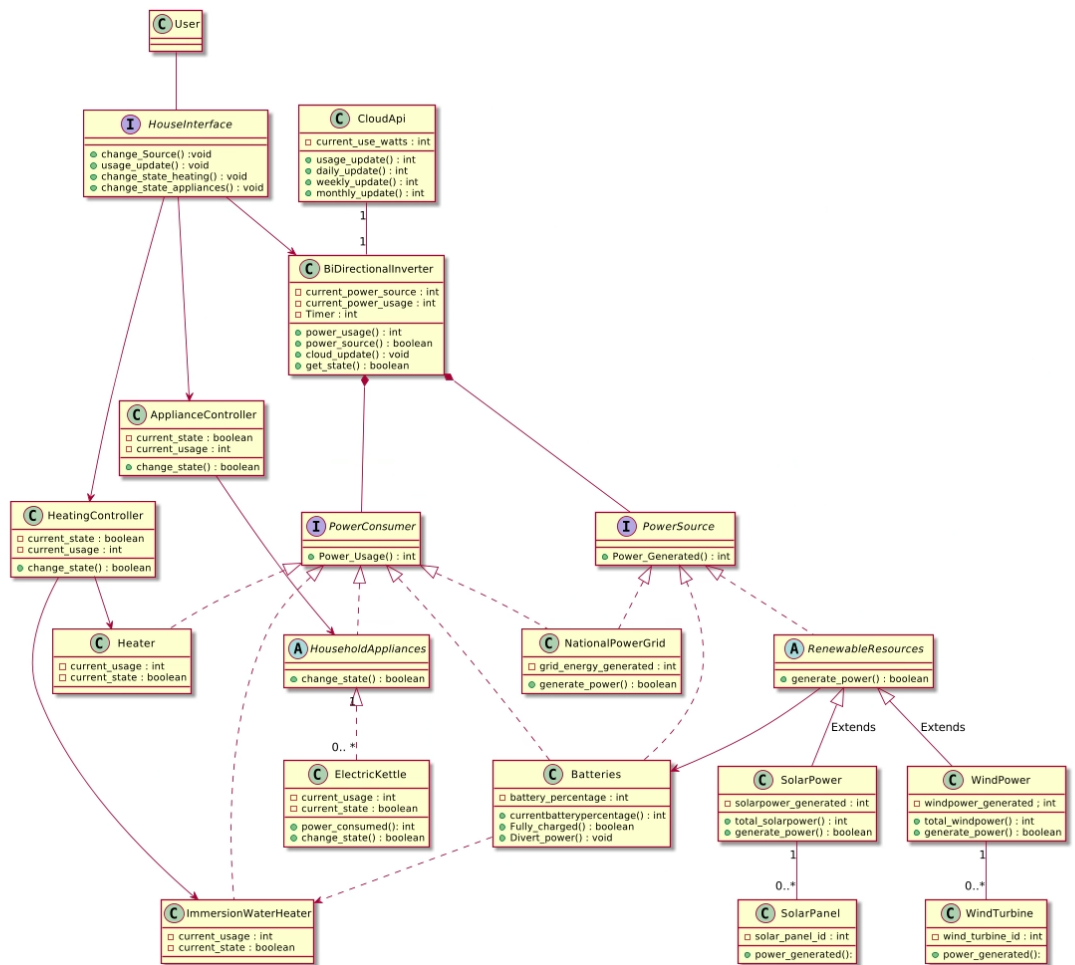 C User
I HouseInterface
change_Source() :void
usage_update() : void
change_state_heating() : void
change_state_appliances() : void
C CloudApi
current_use_watts : int
usage_update() : int
daily_update() : int
weekly_update() : int
monthly_update() : int
1
1
C BiDirectionalInverter
current_power_source : int
current_power_usage : int
Timer : int
power_usage() : int
power_source() : boolean
cloud_update() : void
get_state() : boolean
C ApplianceController
current_state : boolean
current_usage : int
change_state() : boolean
C HeatingController
current_state : boolean
current_usage : int
change_state() : boolean
I PowerConsumer
Power_Usage() : int
I PowerSource
Power_Generated() : int
C Heater
current_usage : int
current_state : boolean
A HouseholdAppliances
change_state() : boolean
C NationalPowerGrid
grid_energy_generated : int
generate_power() : boolean
A RenewableResources
generate_power() : boolean
1
0..*
Extends
Extends
C ElectricKettle
current_usage : int
current_state : boolean
power_consumed(): int
change_state() : boolean
C Batteries
battery_percentage : int
currentbatterypercentage() : int
Fully_charged() : boolean
Divert_power() : void
C SolarPower
solarpower_generated : int
total_solarpower() : int
generate_power() : boolean
C WindPower
windpower_generated ; int
total_windpower() : int
generate_power() : boolean
1
0..*
1
0..*
C ImmersionWaterHeater
current_usage : int
current_state : boolean
C SolarPanel
solar_panel_id : int
power_generated():
C WindTurbine
wind_turbine_id : int
power_generated():